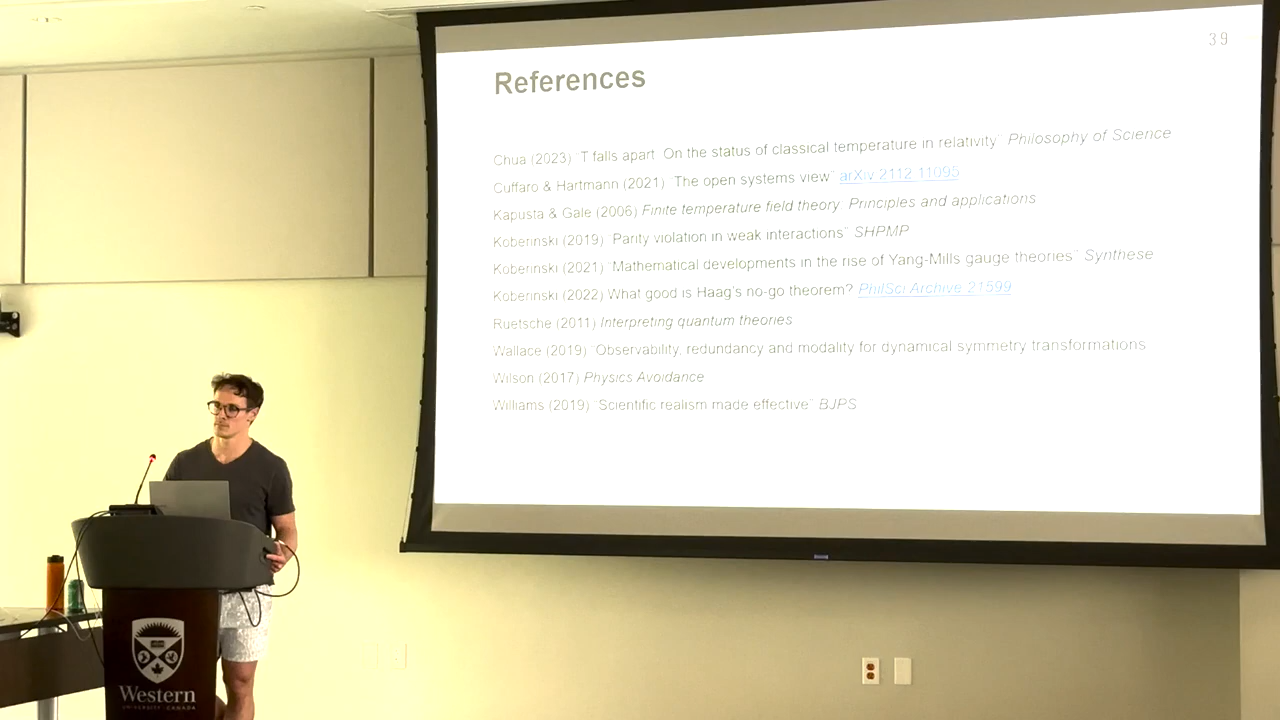 39
References
Chua (2023) "T falls apart: On the status of classical temperature in relativity" Philosophy of Science
Cuffaro & Hartmann (2021) "The open systems view" arXiv:2112.11095
Kapusta & Gale (2006) Finite temperature field theory: Principles and applications
Koberinski (2019) "Parity violation in weak interactions" SHPMP
Koberinski (2021) "Mathematical developments in the rise of Yang-Mills gauge theories" Synthese
Koberinski (2022) What good is Haag's no-go theorem? PhilSci Archive 21599
Ruetsche (2011) Interpreting quantum theories
Wallace (2019) "Observability, redundancy and modality for dynamical symmetry transformations
Wilson (2017) Physics Avoidance
Williams (2019) "Scientific realism made effective" BJPS
Western
UNIVERSITY · CANADA